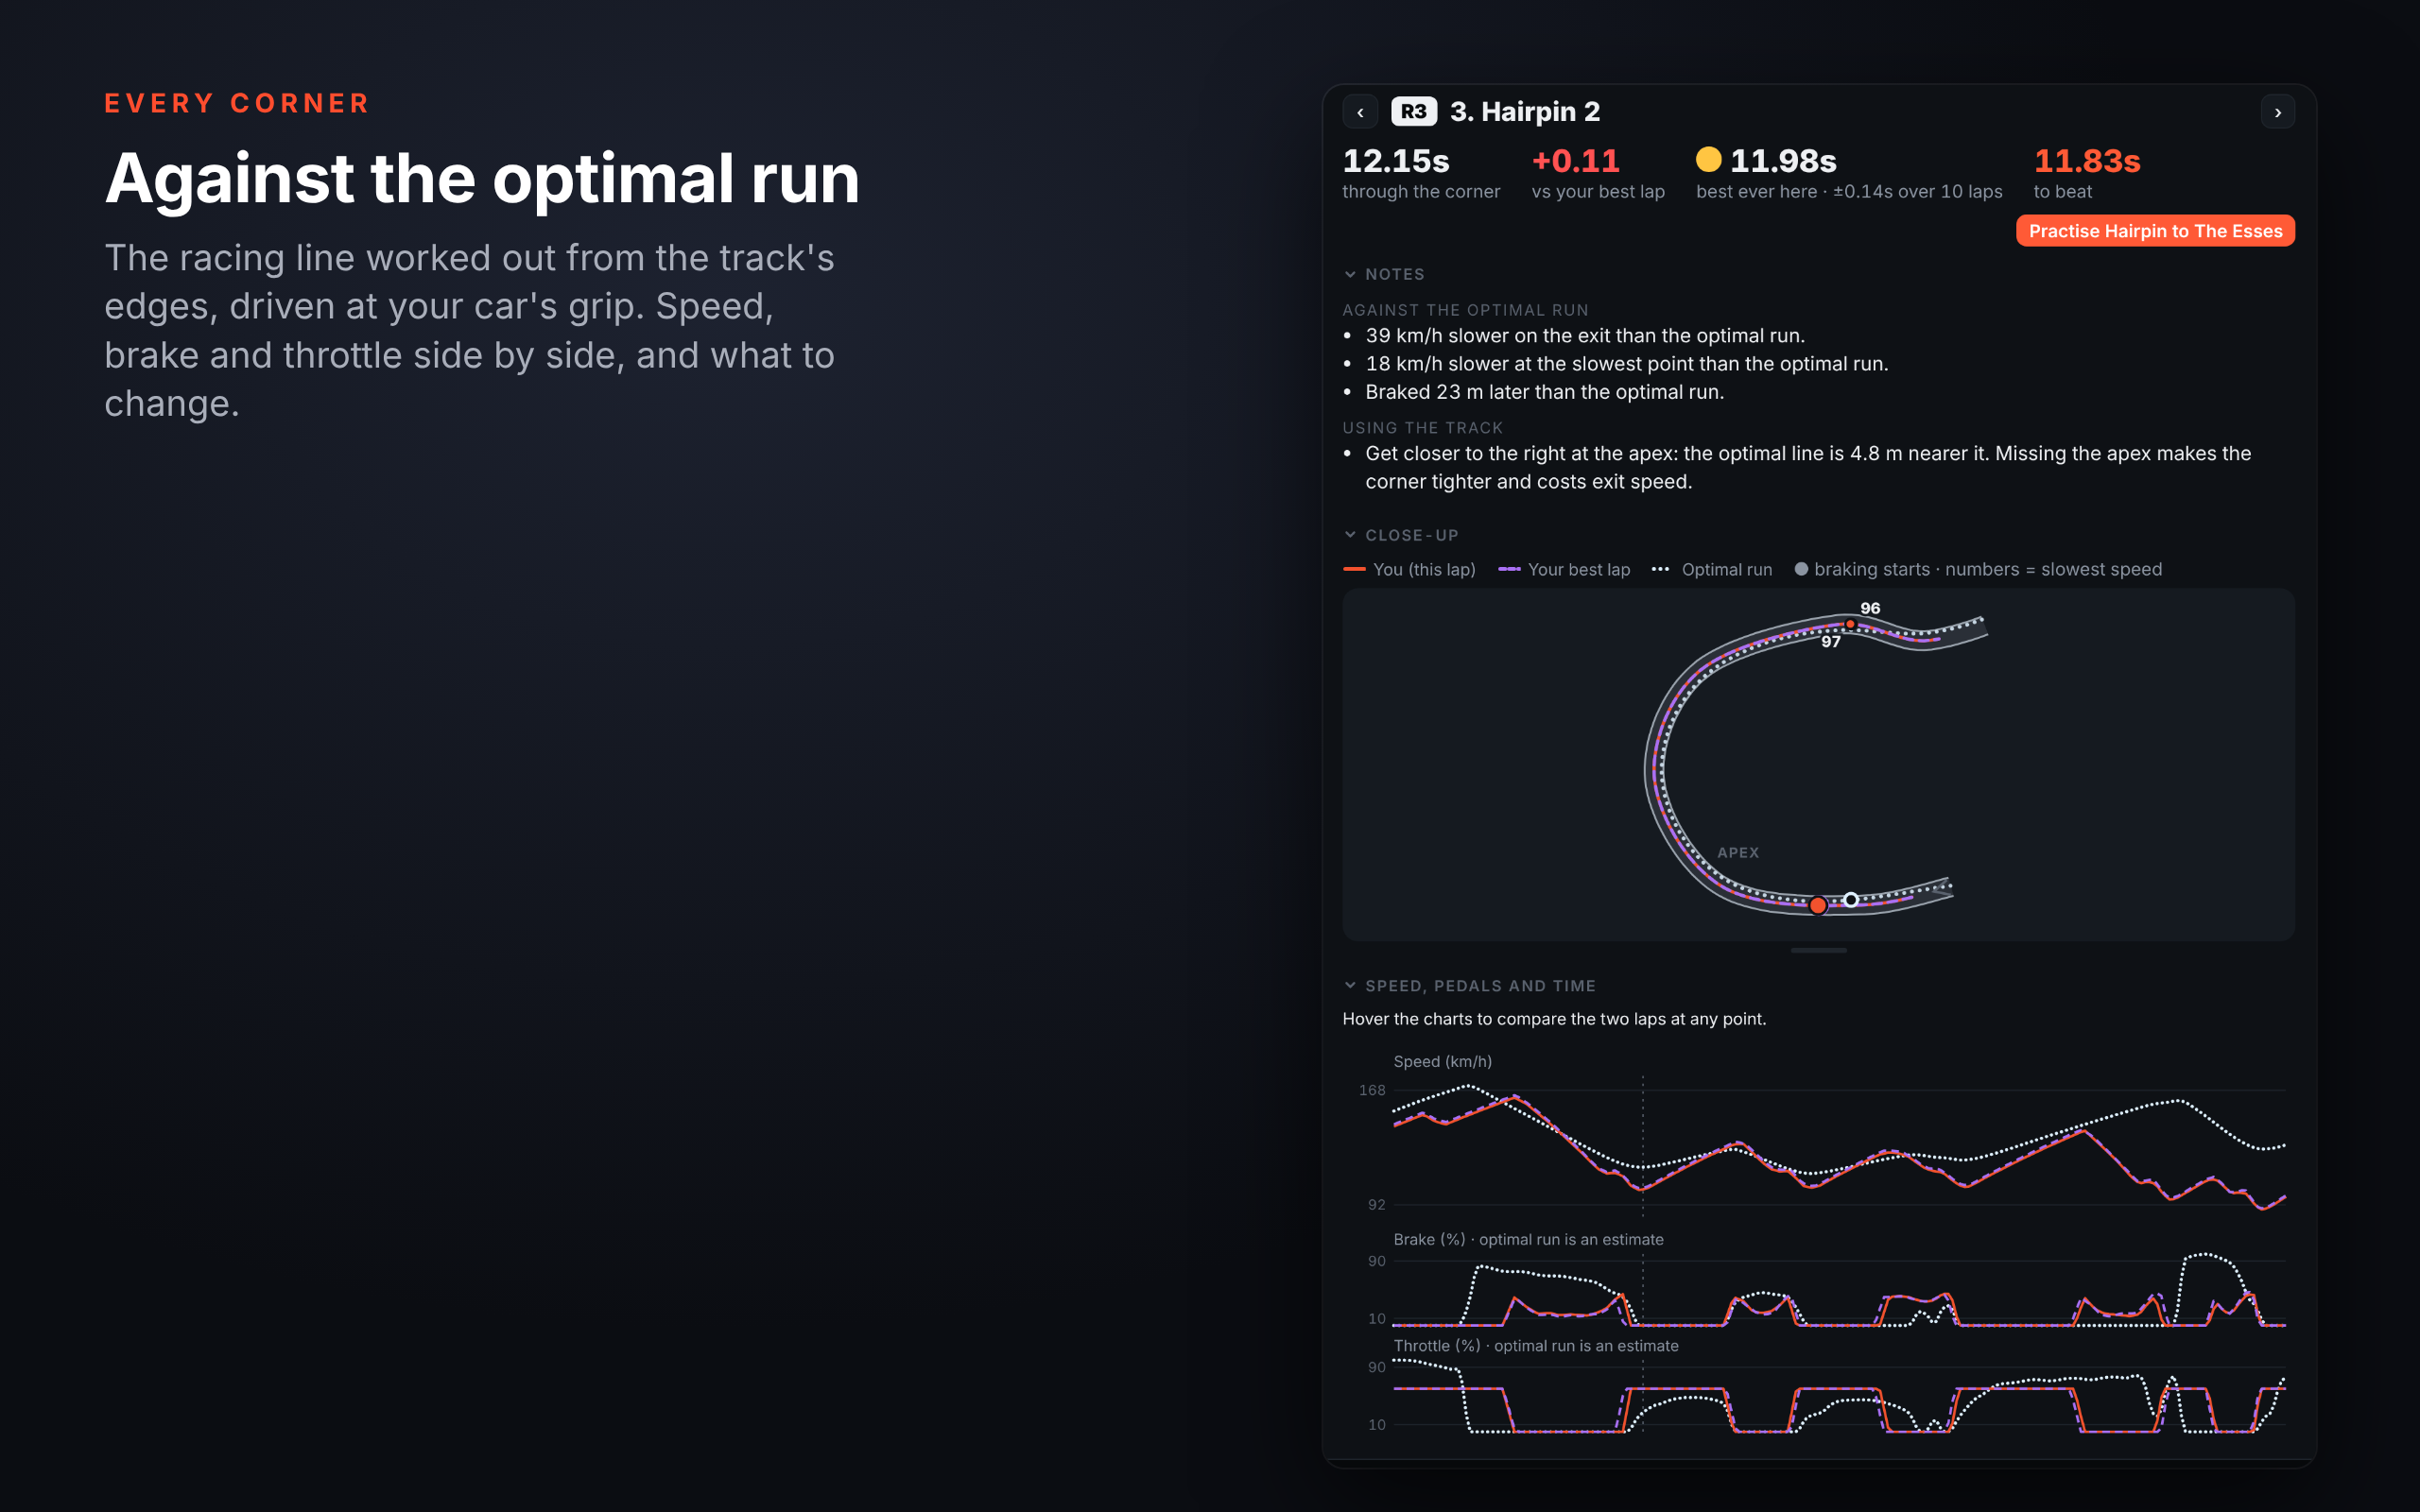 EVERY CORNER
Against the optimal run
The racing line worked out from the track's
edges, driven at your car's grip. Speed,
brake and throttle side by side, and what to
change.
‹ R3 3. Hairpin 2 ›
12.15s +0.11 11.98s 11.83s
through the corner vs your best lap best ever here · ±0.14s over 10 laps to beat
Practise Hairpin to The Esses
NOTES
AGAINST THE OPTIMAL RUN
• 39 km/h slower on the exit than the optimal run.
• 18 km/h slower at the slowest point than the optimal run.
• Braked 23 m later than the optimal run.
USING THE TRACK
• Get closer to the right at the apex: the optimal line is 4.8 m nearer it. Missing the apex makes the
corner tighter and costs exit speed.
CLOSE-UP
You (this lap) Your best lap Optimal run braking starts · numbers = slowest speed
96
97
APEX
SPEED, PEDALS AND TIME
Hover the charts to compare the two laps at any point.
Speed (km/h)
168
92
Brake (%) · optimal run is an estimate
90
10
Throttle (%) · optimal run is an estimate
90
10